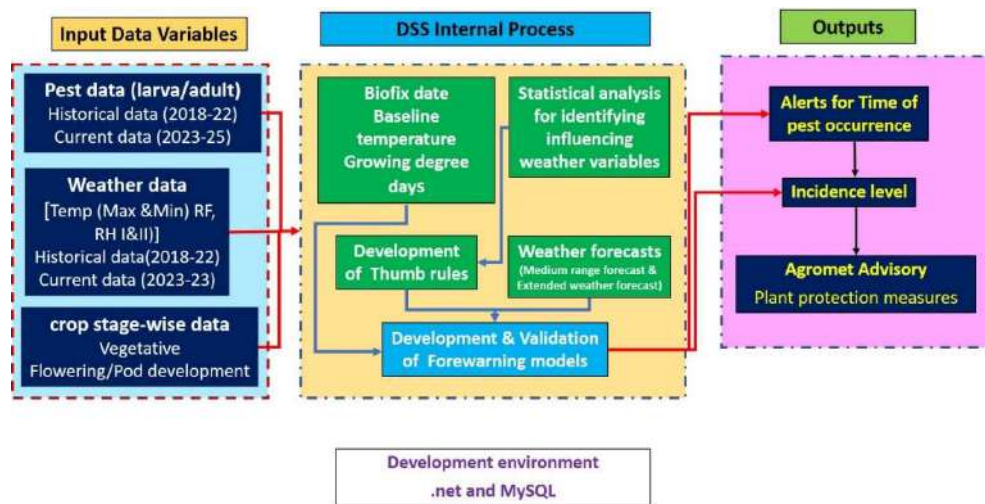 Input Data Variables
Pest data (larva/adult)
Historical data (2018-22)
Current data (2023-25)
Weather data
[Temp (Max &Min) RF,
RH I&II)]
Historical data(2018-22)
Current data (2023-23)
crop stage-wise data
Vegetative
Flowering/Pod development
DSS Internal Process
Biofix date
Baseline
temperature
Growing degree
days
Statistical analysis
for identifying
influencing
weather variables
Development
of Thumb rules
Weather forecasts
(Medium range forecast &
Extended weather forecast)
Development & Validation
of Forewarning models
Outputs
Alerts for Time of
pest occurrence
Incidence level
Agromet Advisory
Plant protection measures
Development environment
.net and MySQL